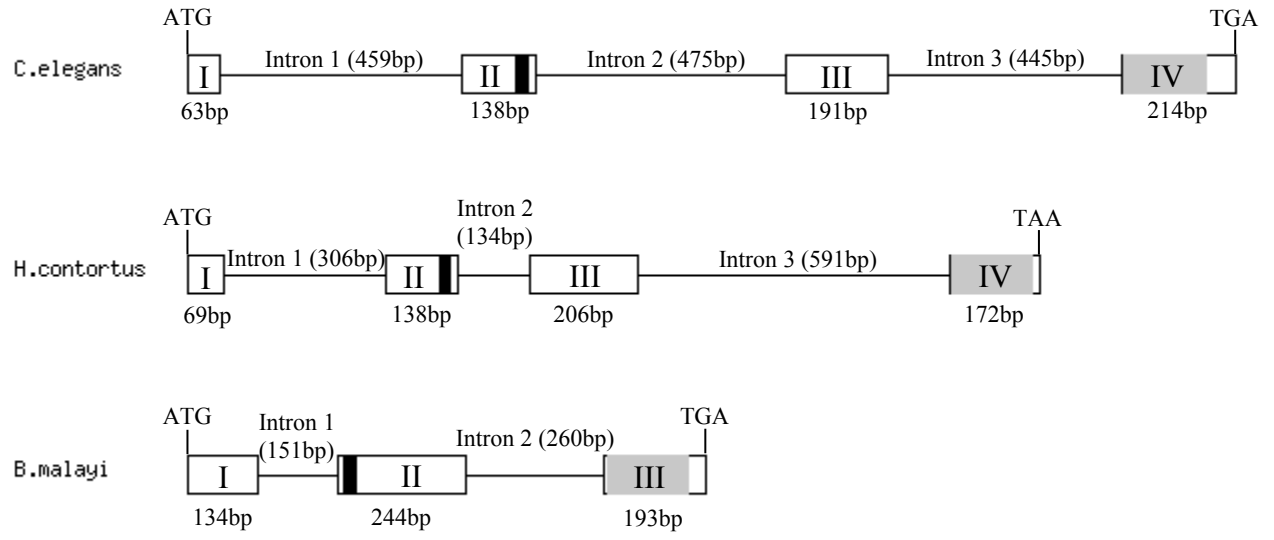 ATG
TGA
C.elegans
I
Intron 1 (459bp)
II
Intron 2 (475bp)
III
Intron 3 (445bp)
IV
63bp
138bp
191bp
214bp
ATG
Intron 2
(134bp)
TAA
H.contortus
I
Intron 1 (306bp)
II
III
Intron 3 (591bp)
IV
69bp
138bp
206bp
172bp
ATG
Intron 1
(151bp)
TGA
B.malayi
I
II
Intron 2 (260bp)
III
134bp
244bp
193bp